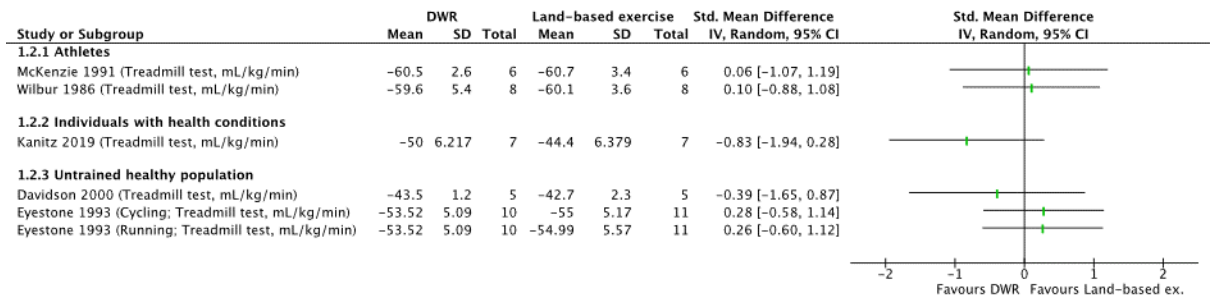 DWR Land-based exercise Std. Mean Difference Std. Mean Difference
Study or Subgroup Mean SD Total Mean SD Total IV, Random, 95% CI IV, Random, 95% CI
1.2.1 Athletes
McKenzie 1991 (Treadmill test, mL/kg/min) -60.5 2.6 6 -60.7 3.4 6 0.06 [-1.07, 1.19]
Wilbur 1986 (Treadmill test, mL/kg/min) -59.6 5.4 8 -60.1 3.6 8 0.10 [-0.88, 1.08]
1.2.2 Individuals with health conditions
Kanitz 2019 (Treadmill test, mL/kg/min) -50 6.217 7 -44.4 6.379 7 -0.83 [-1.94, 0.28]
1.2.3 Untrained healthy population
Davidson 2000 (Treadmill test, mL/kg/min) -43.5 1.2 5 -42.7 2.3 5 -0.39 [-1.65, 0.87]
Eyestone 1993 (Cycling; Treadmill test, mL/kg/min) -53.52 5.09 10 -55 5.17 11 0.28 [-0.58, 1.14]
Eyestone 1993 (Running; Treadmill test, mL/kg/min) -53.52 5.09 10 -54.99 5.57 11 0.26 [-0.60, 1.12]
-2 -1 0 1 2
Favours DWR Favours Land-based ex.